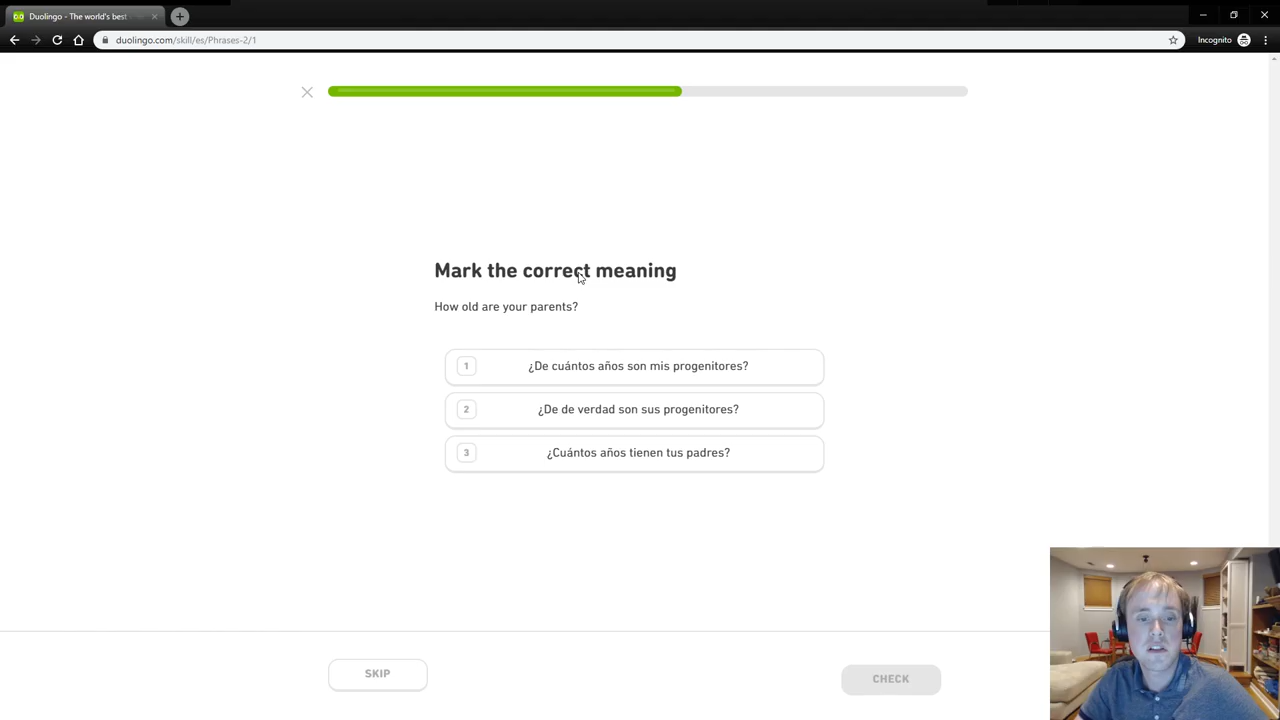 Duolingo - The world's best
duolingo.com/skill/es/Phrases-2/1
Incognito
Mark the correct meaning
How old are your parents?
1 ¿De cuántos años son mis progenitores?
2 ¿De de verdad son sus progenitores?
3 ¿Cuántos años tienen tus padres?
SKIP
CHECK